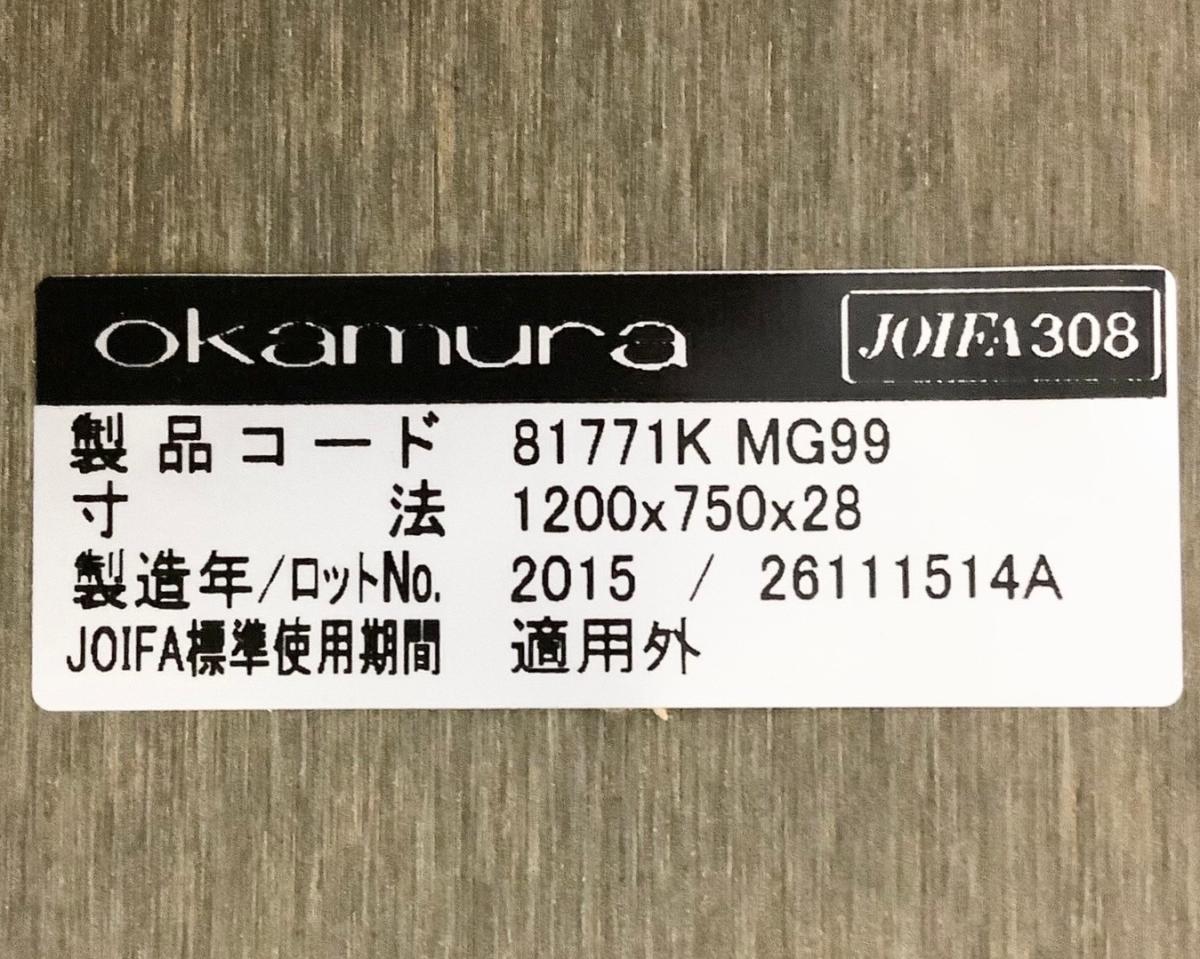 okamura JOIFA308
製品コード 81771K MG99
寸法 1200x750x28
製造年/ロットNo. 2015 / 26111514A
JOIFA標準使用期間 適用外